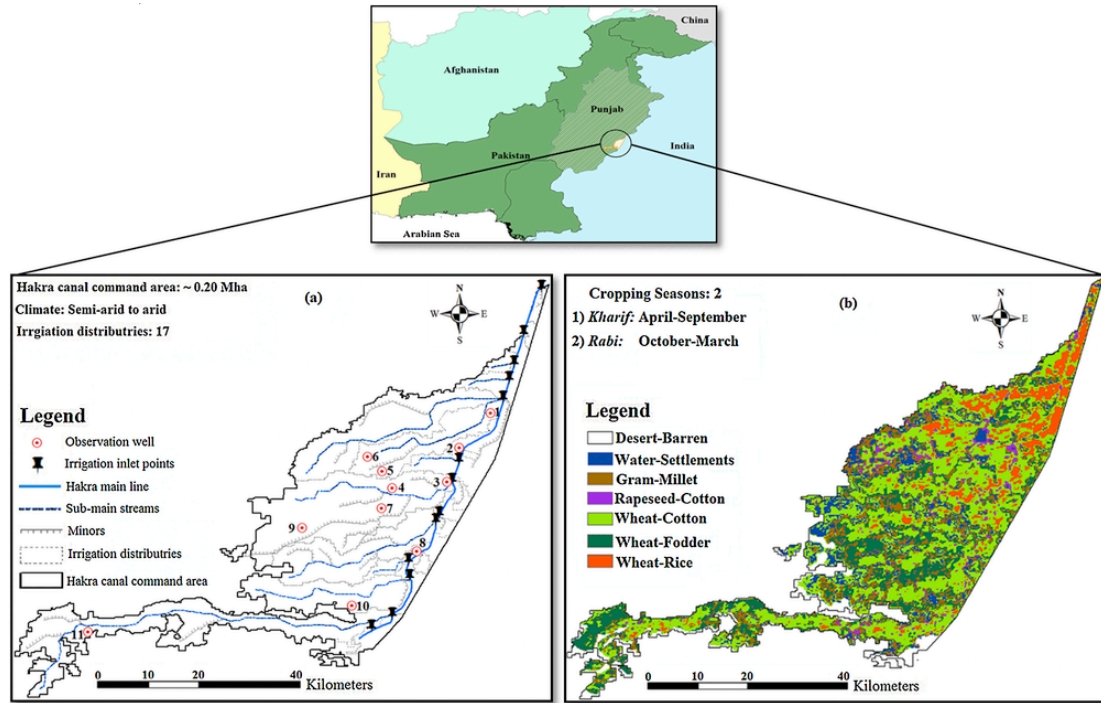 China
Afghanistan
Punjab
India
Pakistan
Iran
Arabian Sea
Hakra canal command area: ~ 0.20 Mha
(a)
Climate: Semi-arid to arid
Irrgiation distributries: 17
N
W E
S
Legend
Observation well
Irrigation inlet points
Hakra main line
Sub-main streams
Minors
Irrigation distributries
Hakra canal command area
1
2
3
4
5
6
7
8
9
10
11
0 10 20 40
Kilometers
Cropping Seasons: 2
(b)
1) Kharif: April-September
2) Rabi: October-March
N
W E
S
Legend
Desert-Barren
Water-Settlements
Gram-Millet
Rapeseed-Cotton
Wheat-Cotton
Wheat-Fodder
Wheat-Rice
0 10 20 40
Kilometers